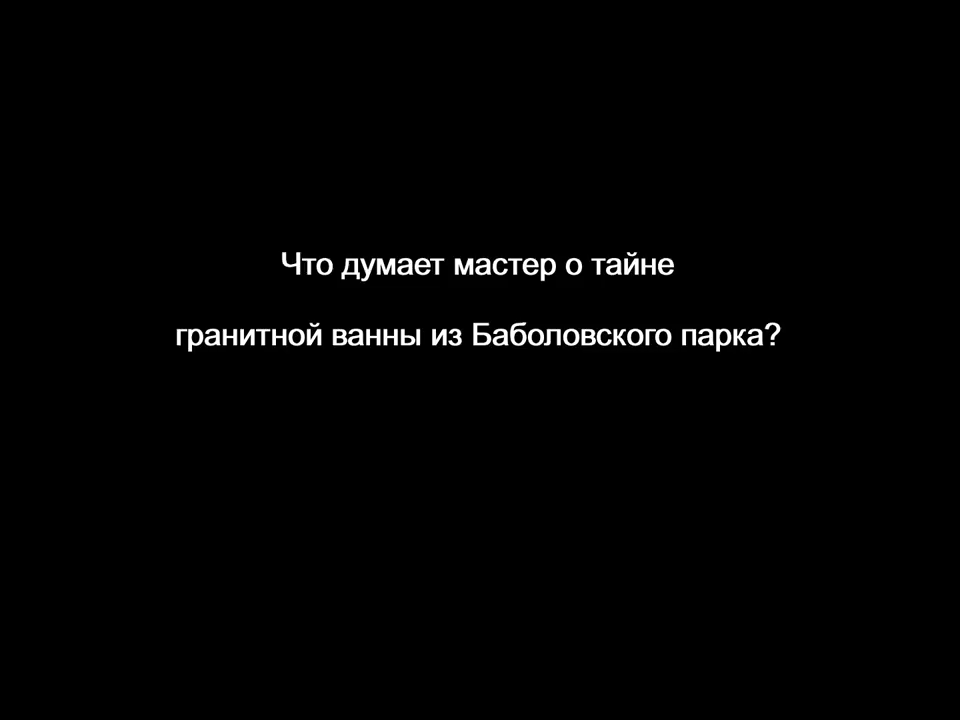 Что думает мастер о тайне
гранитной ванны из Баболовского парка?